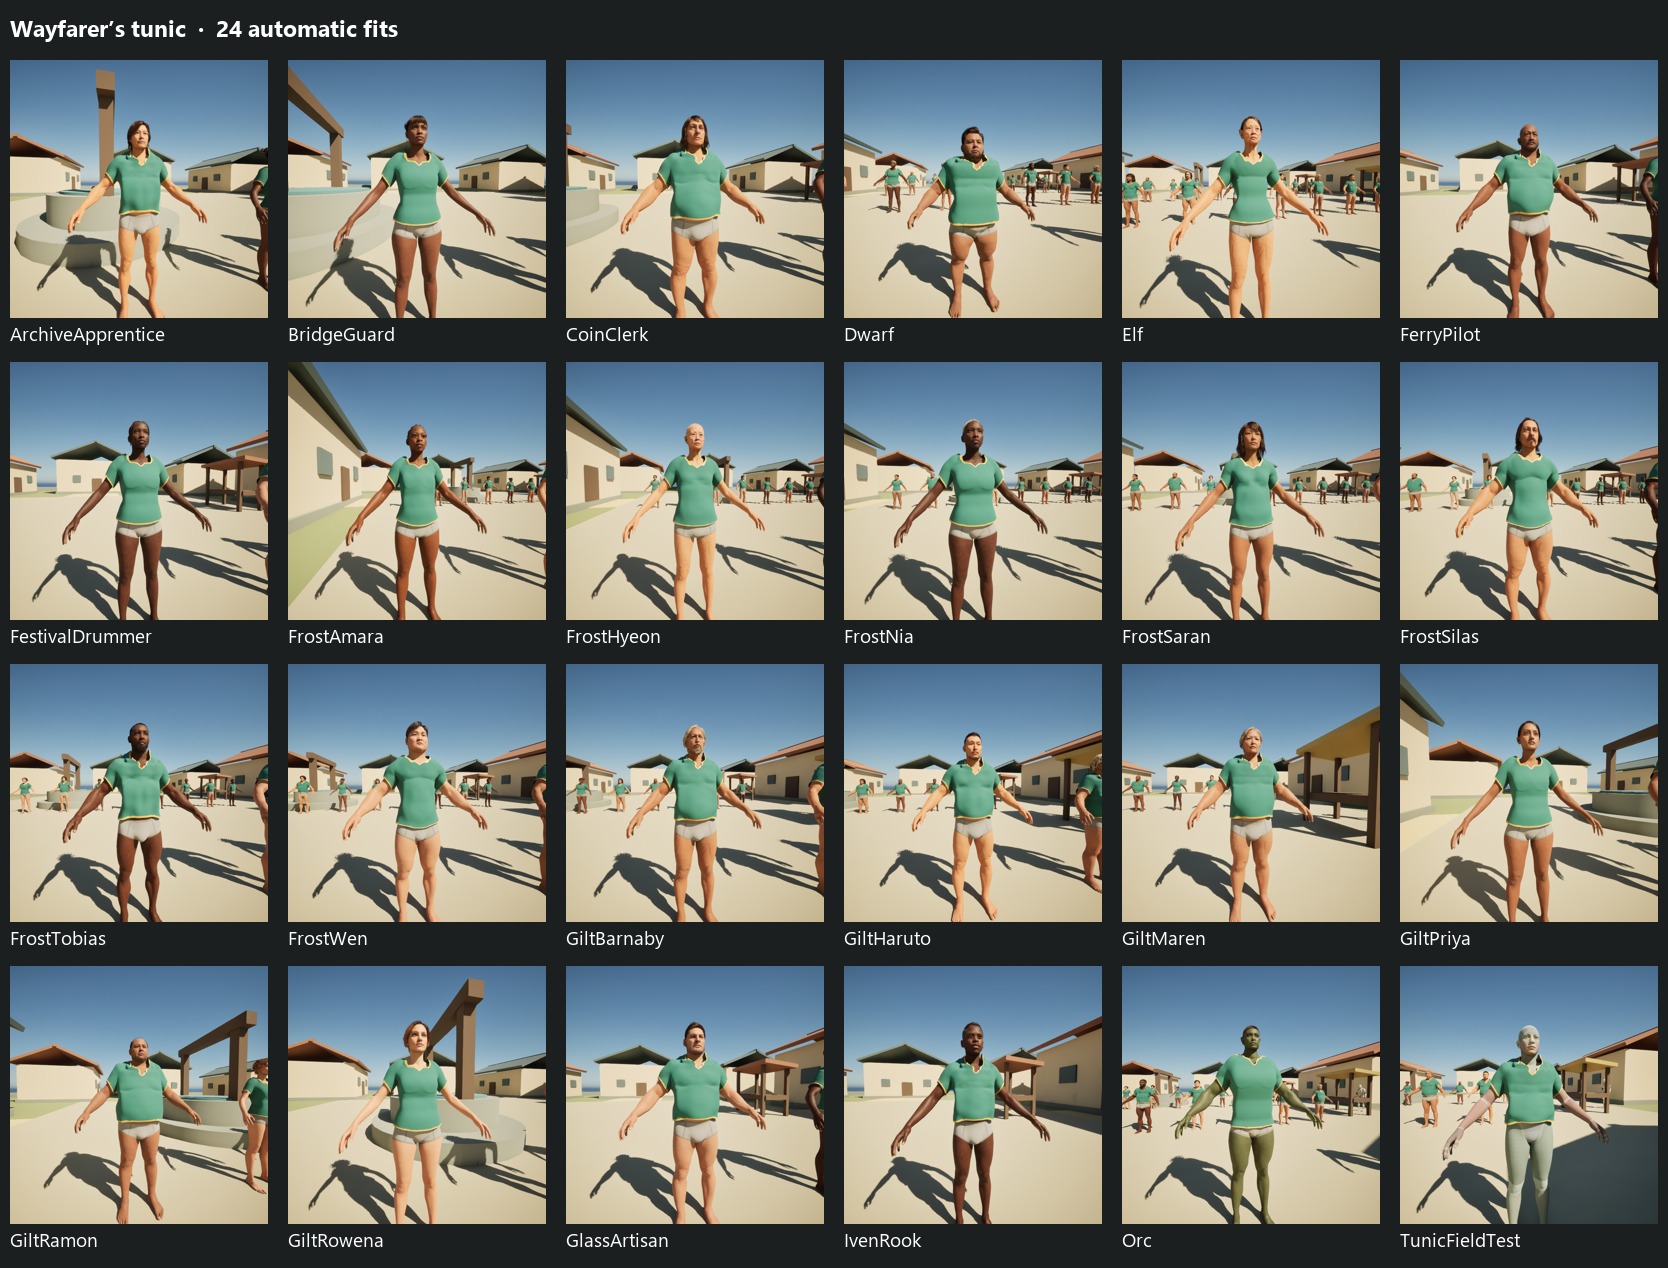 Wayfarer’s tunic · 24 automatic fits
ArchiveApprentice
BridgeGuard
CoinClerk
Dwarf
Elf
FerryPilot
FestivalDrummer
FrostAmara
FrostHyeon
FrostNia
FrostSaran
FrostSilas
FrostTobias
FrostWen
GiltBarnaby
GiltHaruto
GiltMaren
GiltPriya
GiltRamon
GiltRowena
GlassArtisan
IvenRook
Orc
TunicFieldTest